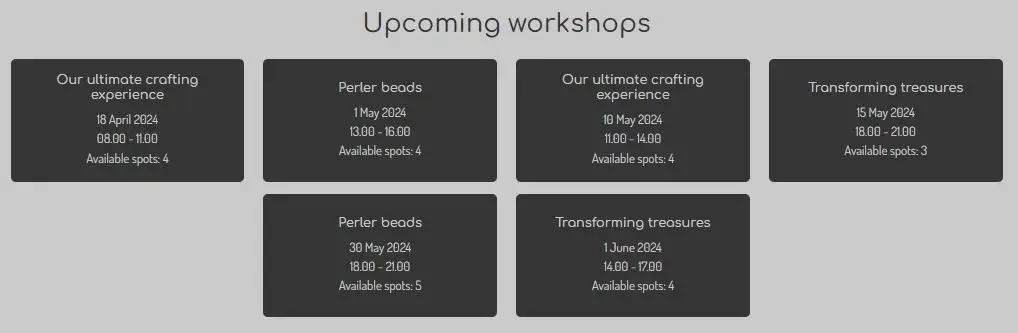 Upcoming workshops
Our ultimate crafting
experience
18 April 2024
08.00 - 11.00
Available spots: 4
Perler beads
1 May 2024
13.00 - 16.00
Available spots: 4
Our ultimate crafting
experience
10 May 2024
11.00 - 14.00
Available spots: 4
Transforming treasures
15 May 2024
18.00 - 21.00
Available spots: 3
Perler beads
30 May 2024
18.00 - 21.00
Available spots: 5
Transforming treasures
1 June 2024
14.00 - 17.00
Available spots: 4